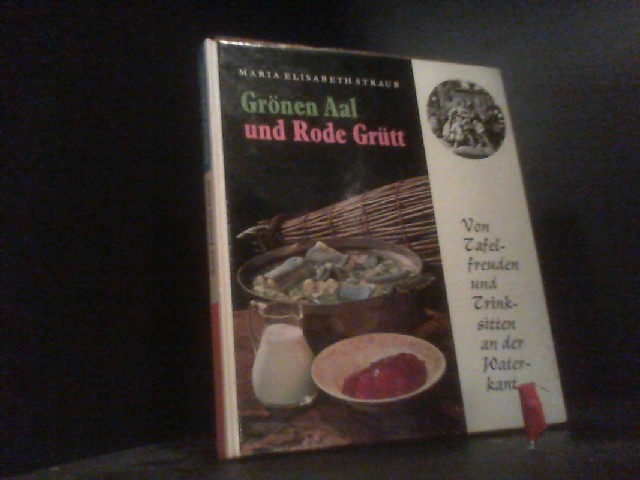 MARIA ELISABETH STRAUB
Grönen Aal
und Rode Grütt
Von
Tafel-
freuden
und
Trink-
sitten
an der
Water-
kant